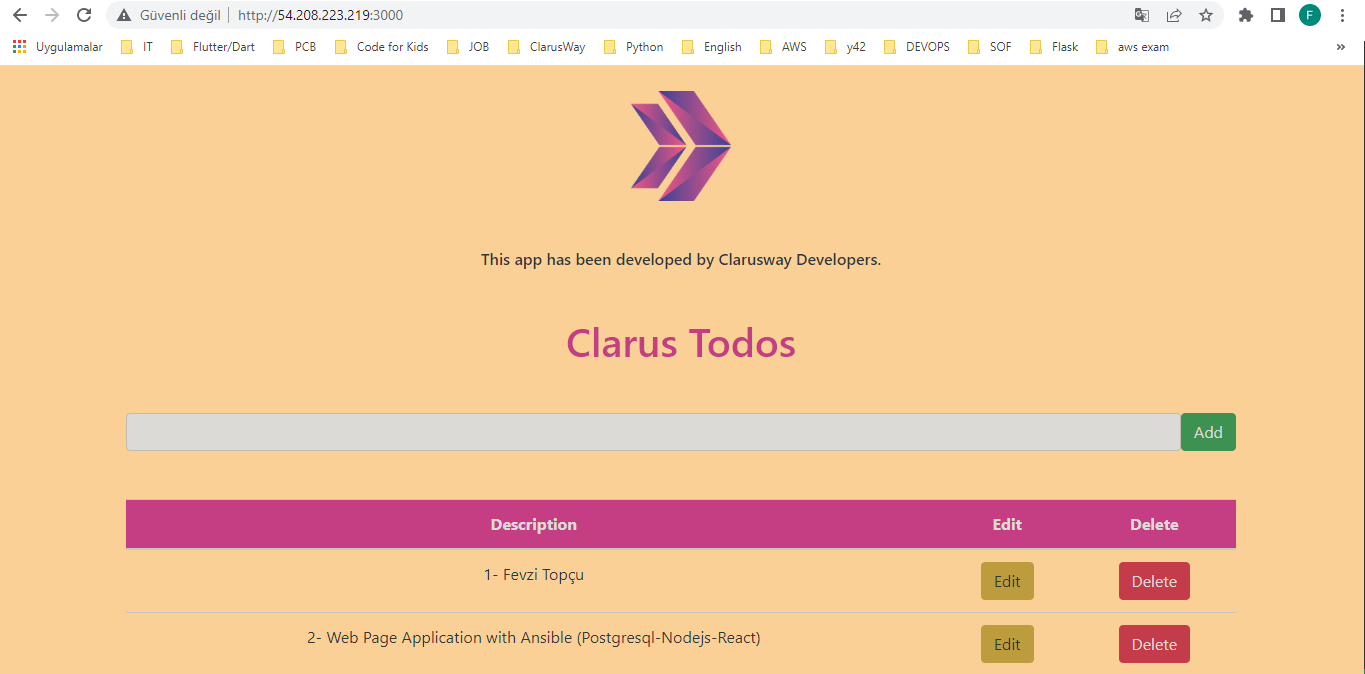 Güvenli değil http://54.208.223.219:3000 F
Uygulamalar IT Flutter/Dart PCB Code for Kids JOB ClarusWay Python English AWS y42 DEVOPS SOF Flask aws exam »
This app has been developed by Clarusway Developers.
Clarus Todos
Add
Description Edit Delete
1- Fevzi Topçu Edit Delete
2- Web Page Application with Ansible (Postgresql-Nodejs-React) Edit Delete